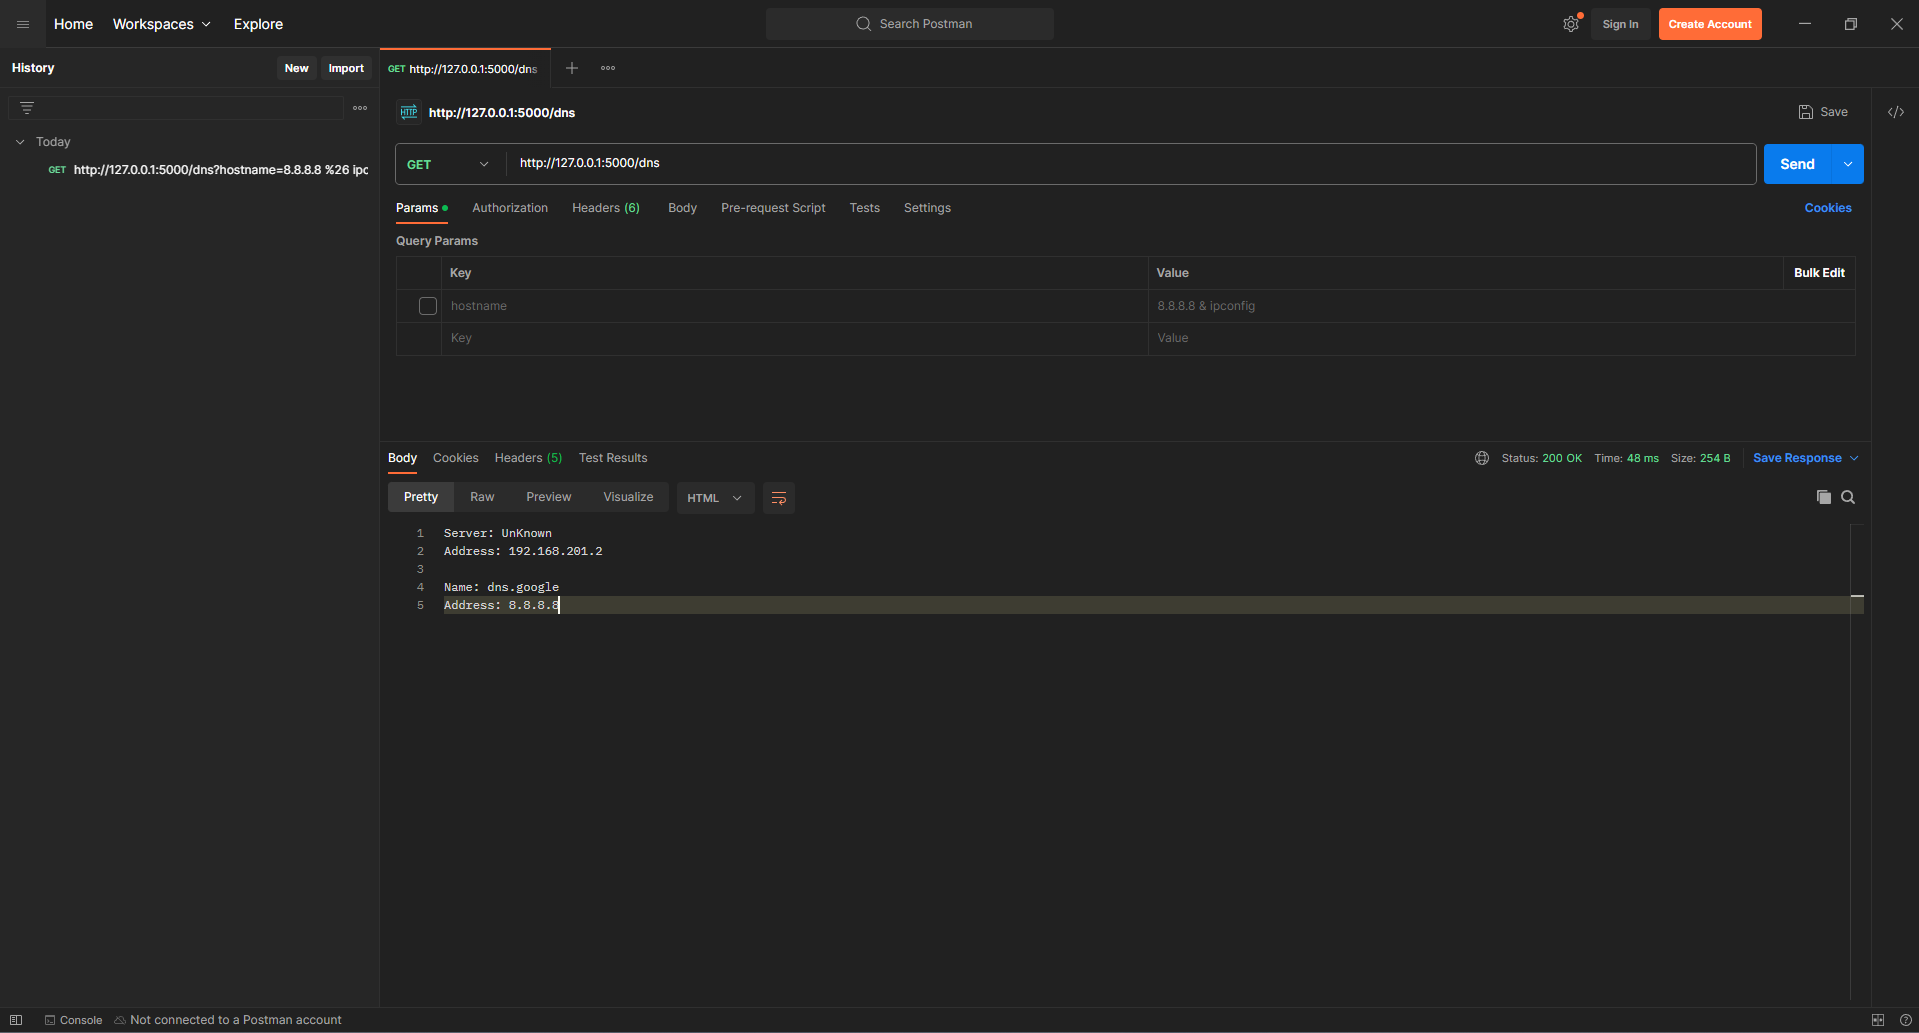 Home Workspaces Explore Search Postman Sign In Create Account
History New Import
GET http://127.0.0.1:5000/dns
HTTP http://127.0.0.1:5000/dns Save
Today
GET http://127.0.0.1:5000/dns?hostname=8.8.8.8 %26 ipc
GET http://127.0.0.1:5000/dns Send
Params Authorization Headers (6) Body Pre-request Script Tests Settings Cookies
Query Params
Key Value Bulk Edit
hostname 8.8.8.8 & ipconfig
Key Value
Body Cookies Headers (5) Test Results Status: 200 OK Time: 48 ms Size: 254 B Save Response
Pretty Raw Preview Visualize HTML
1 Server: UnKnown
2 Address: 192.168.201.2
3
4 Name: dns.google
5 Address: 8.8.8.8
Console Not connected to a Postman account